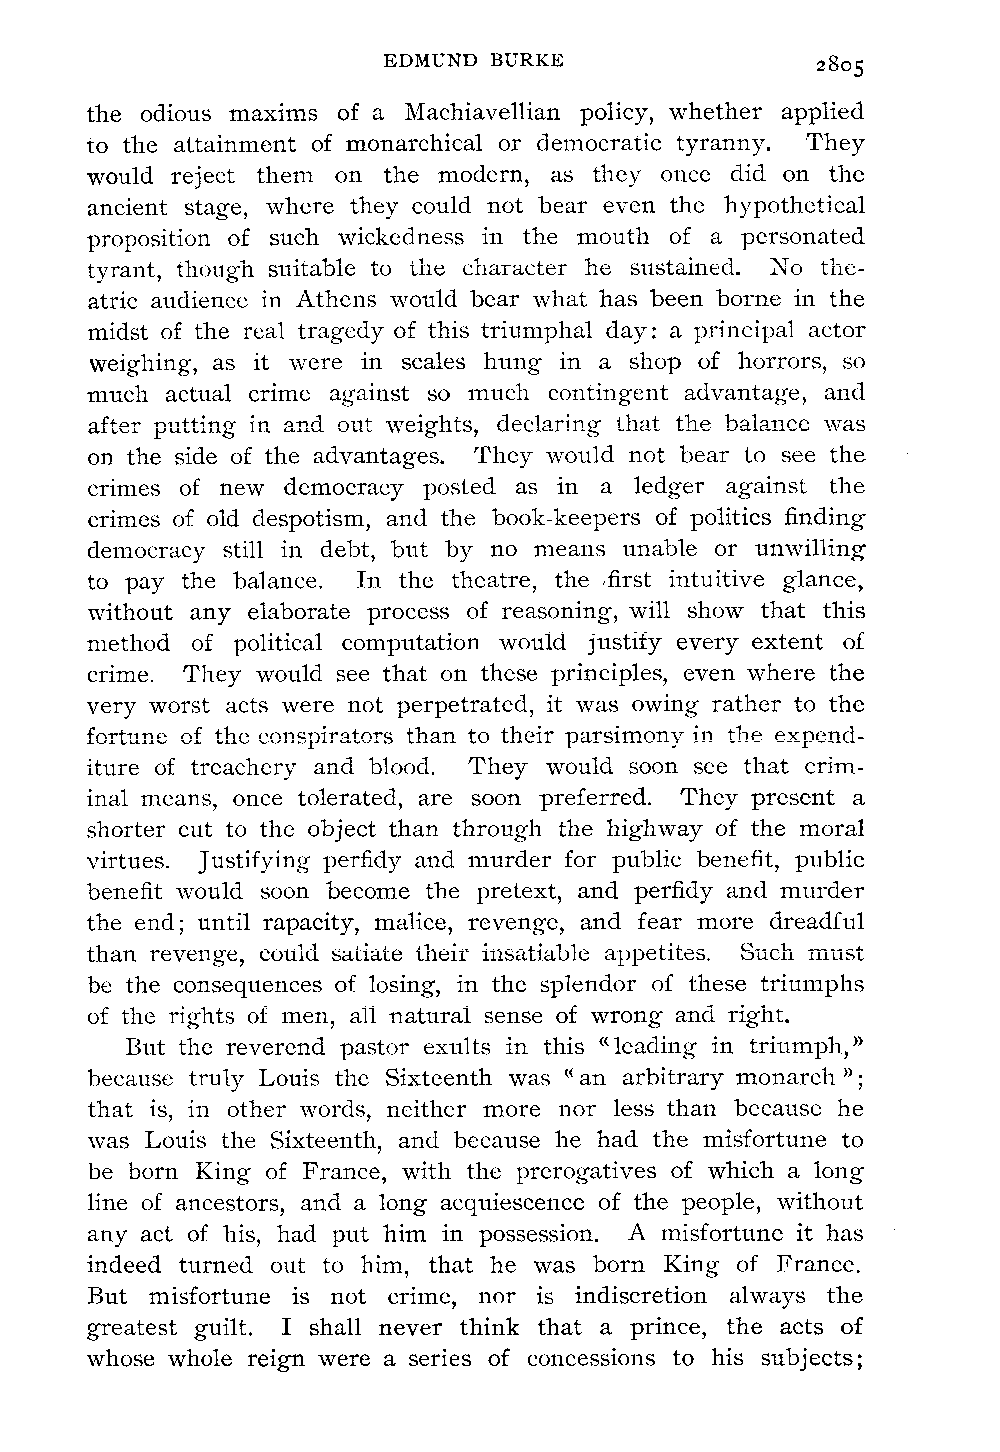 EDMUND BURKE 2805
the odious maxims of a Machiavellian policy, whether applied
to the attainment of monarchical or democratic tyranny. They
would reject them on the modern, as they once did on the
ancient stage, where they could not bear even the hypothetical
proposition of such wickedness in the mouth of a personated
tyrant, though suitable to the character he sustained. No the-
atric audience in Athens would bear what has been borne in the
midst of the real tragedy of this triumphal day: a principal actor
weighing, as it were in scales hung in a shop of horrors, so
much actual crime against so much contingent advantage, and
after putting in and out weights, declaring that the balance was
on the side of the advantages. They would not bear to see the
crimes of new democracy posted as in a ledger against the
crimes of old despotism, and the book-keepers of politics finding
democracy still in debt, but by no means unable or unwilling
to pay the balance. In the theatre, the first intuitive glance,
without any elaborate process of reasoning, will show that this
method of political computation would justify every extent of
crime. They would see that on these principles, even where the
very worst acts were not perpetrated, it was owing rather to the
fortune of the conspirators than to their parsimony in the expend-
iture of treachery and blood. They would soon see that crim-
inal means, once tolerated, are soon preferred. They present a
shorter cut to the object than through the highway of the moral
virtues. Justifying perfidy and murder for public benefit, public
benefit would soon become the pretext, and perfidy and murder
the end; until rapacity, malice, revenge, and fear more dreadful
than revenge, could satiate their insatiable appetites. Such must
be the consequences of losing, in the splendor of these triumphs
of the rights of men, all natural sense of wrong and right.
But the reverend pastor exults in this «leading in triumph,»
because truly Louis the Sixteenth was «an arbitrary monarch»;
that is, in other words, neither more nor less than because he
was Louis the Sixteenth, and because he had the misfortune to
be born King of France, with the prerogatives of which a long
line of ancestors, and a long acquiescence of the people, without
any act of his, had put him in possession. A misfortune it has
indeed turned out to him, that he was born King of France.
But misfortune is not crime, nor is indiscretion always the
greatest guilt. I shall never think that a prince, the acts of
whose whole reign were a series of concessions to his subjects;